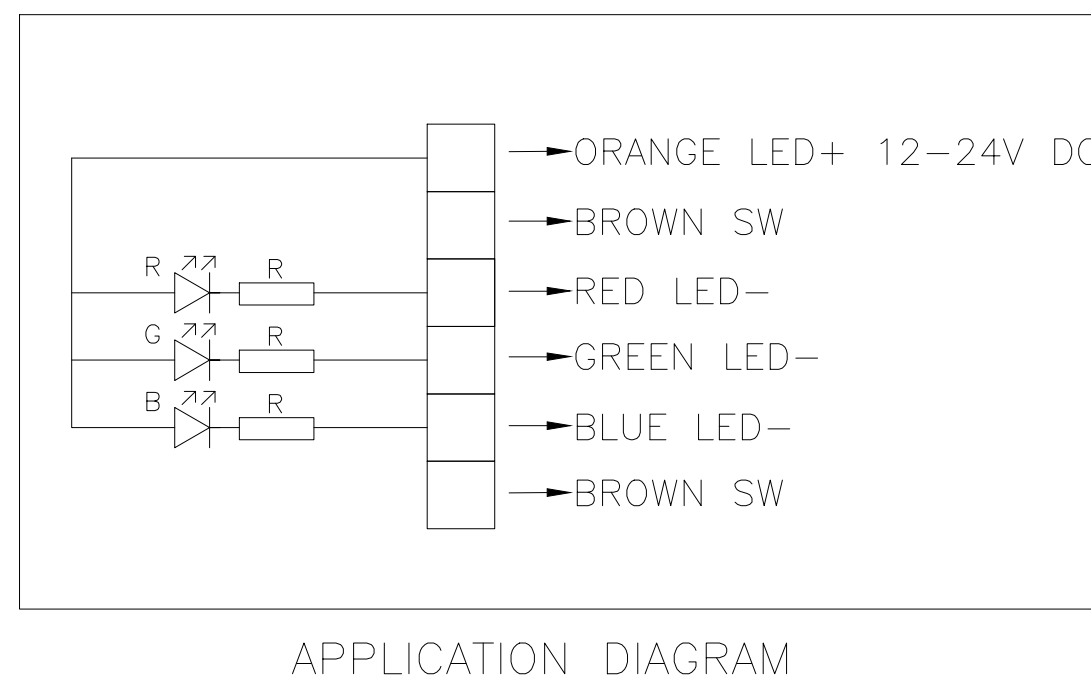 ORANGE LED+ 12-24V DC
BROWN SW
R R
RED LED-
G R
GREEN LED-
B R
BLUE LED-
BROWN SW
APPLICATION DIAGRAM